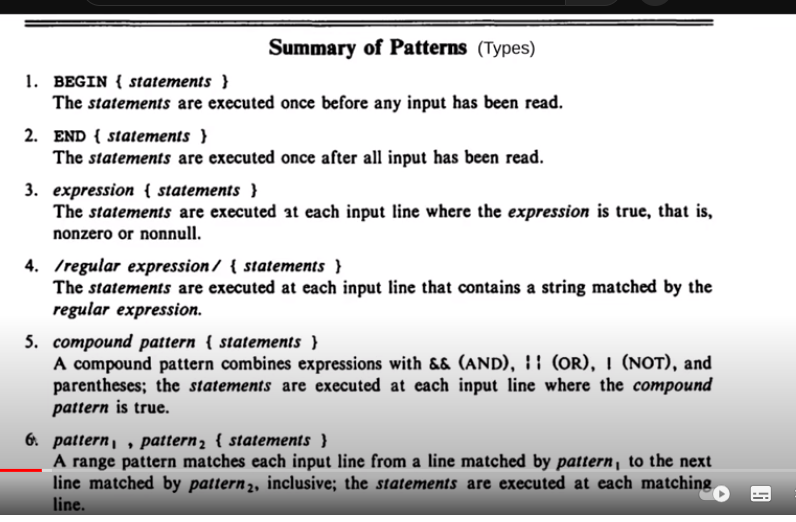 Summary of Patterns (Types)
1. BEGIN { statements }
The statements are executed once before any input has been read.
2. END { statements }
The statements are executed once after all input has been read.
3. expression { statements }
The statements are executed at each input line where the expression is true, that is,
nonzero or nonnull.
4. /regular expression/ { statements }
The statements are executed at each input line that contains a string matched by the
regular expression.
5. compound pattern { statements }
A compound pattern combines expressions with && (AND), || (OR), ! (NOT), and
parentheses; the statements are executed at each input line where the compound
pattern is true.
6. pattern₁ , pattern₂ { statements }
A range pattern matches each input line from a line matched by pattern₁ to the next
line matched by pattern₂, inclusive; the statements are executed at each matching
line.